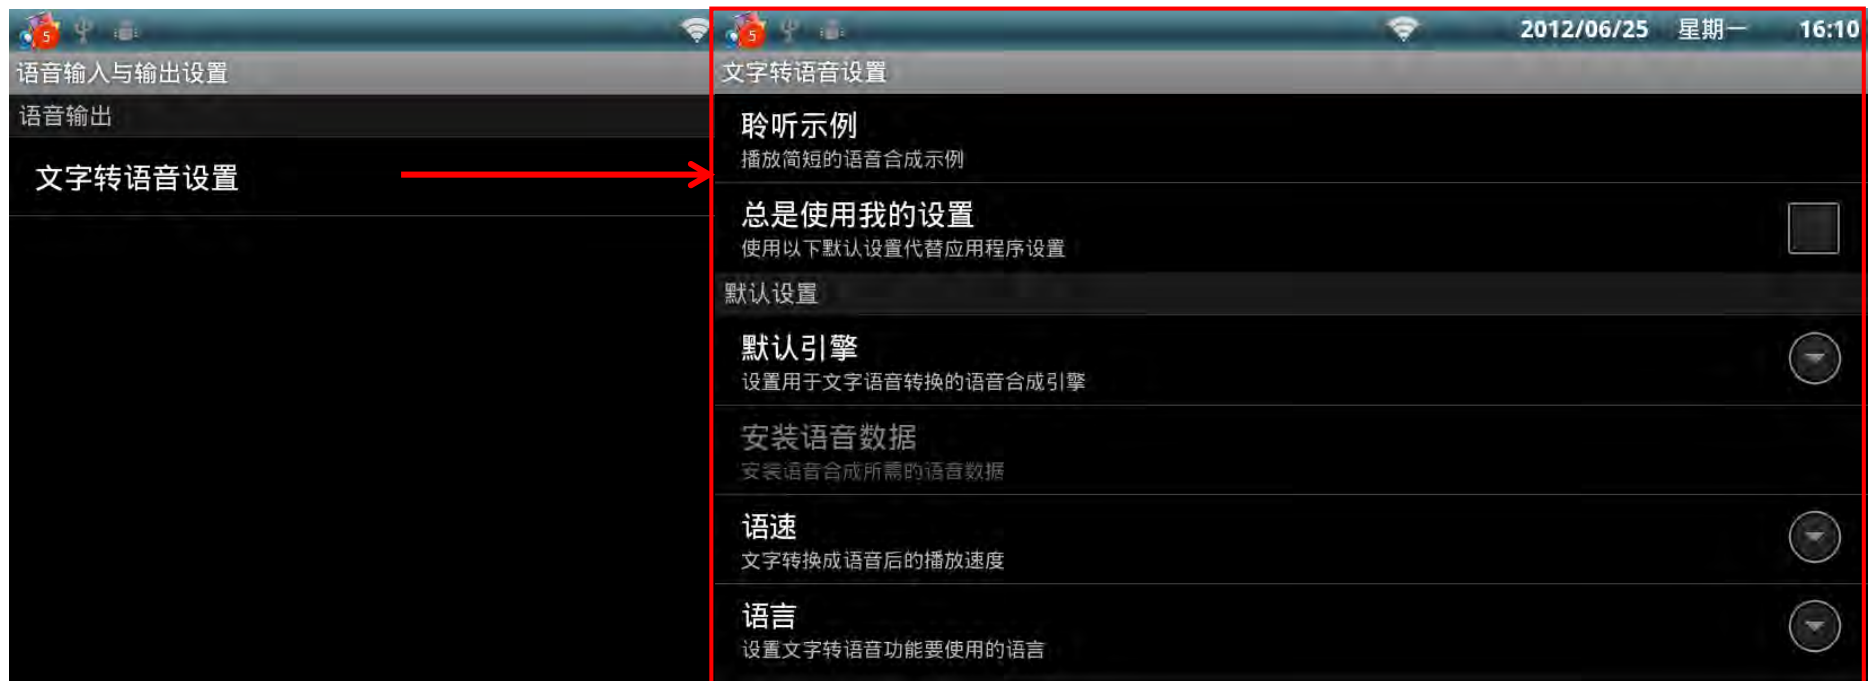 5
语音输入与输出设置
语音输出
文字转语音设置
5
2012/06/25 星期一 16:10
文字转语音设置
聆听示例
播放简短的语音合成示例
总是使用我的设置
使用以下默认设置代替应用程序设置
默认设置
默认引擎
设置用于文字语音转换的语音合成引擎
安装语音数据
安装语音合成所需的语音数据
语速
文字转换成语音后的播放速度
语言
设置文字转语音功能要使用的语言